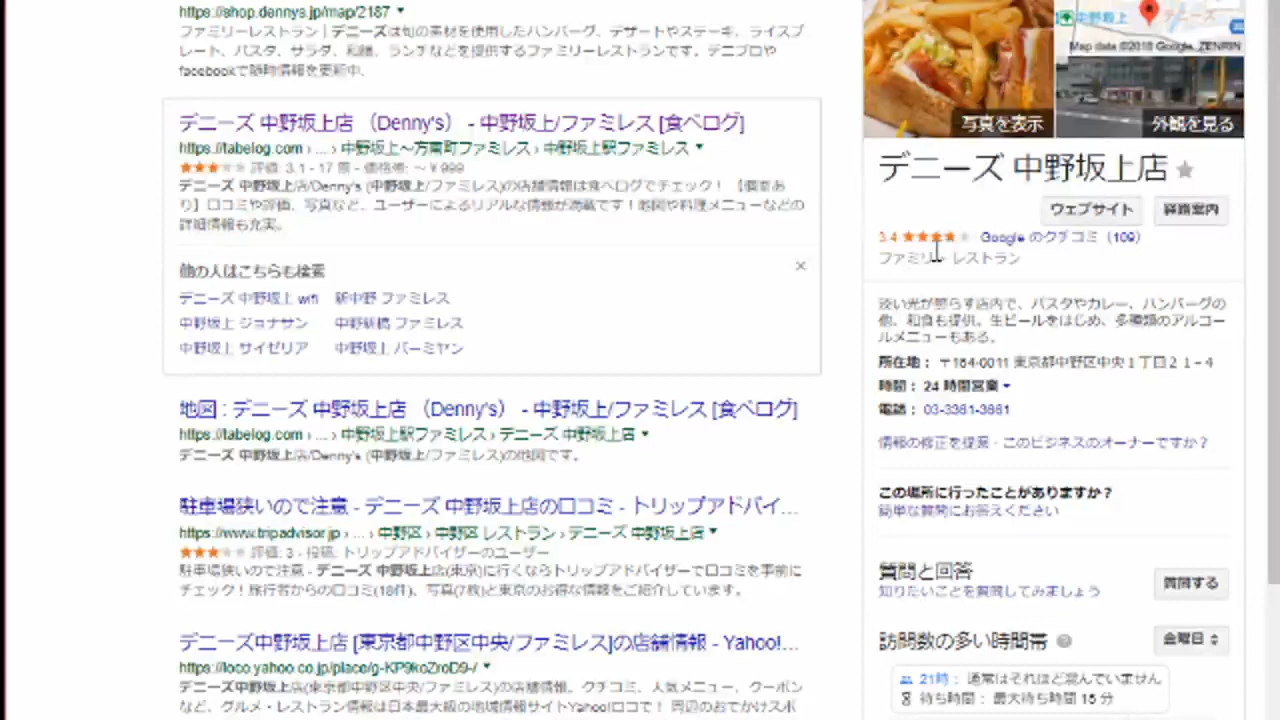 https://shop.dennys.jp/map/2187
ファミリーレストラン | デニーズは旬の素材を使用したハンバーグ、デザートやステーキ、ライスプ
レート、パスタ、サラダ、和膳、ランチなどを提供するファミリーレストランです。デニブロや
facebookで随時情報を更新中。
デニーズ 中野坂上店 (Denny's) - 中野坂上/ファミレス [食べログ]
https://tabelog.com › ... › 中野坂上～方南町ファミレス › 中野坂上駅ファミレス
評価: 3.1 - 17 票 - 価格帯: ～￥999
デニーズ 中野坂上店/Denny's (中野坂上/ファミレス)の店舗情報は食べログでチェック！ 【個室あ
り】口コミや評価、写真など、ユーザーによるリアルな情報が満載です！地図や料理メニューなどの
詳細情報も充実。
他の人はこちらも検索
×
デニーズ 中野坂上 wifi 新中野 ファミレス
中野坂上 ジョナサン 中野新橋 ファミレス
中野坂上 サイゼリア 中野坂上 バーミヤン
地図 : デニーズ 中野坂上店 (Denny's) - 中野坂上/ファミレス [食べログ]
https://tabelog.com › ... › 中野坂上駅ファミレス › デニーズ 中野坂上店
デニーズ 中野坂上店/Denny's (中野坂上/ファミレス)の地図です。
駐車場狭いので注意 - デニーズ 中野坂上店の口コミ - トリップアドバイ...
https://www.tripadvisor.jp › ... › 中野区 › 中野区 レストラン › デニーズ 中野坂上店
評価: 3 - 投稿: トリップアドバイザーのユーザー
駐車場狭いので注意 - デニーズ 中野坂上店(東京)に行くならトリップアドバイザーで口コミを事前に
チェック！旅行者からの口コミ(18件)、写真(7枚)と東京のお得な情報をご紹介しています。
デニーズ中野坂上店 [東京都中野区中央/ファミレス]の店舗情報 - Yahoo!...
https://loco.yahoo.co.jp/place/g-KP9koZroD9-/
デニーズ中野坂上店(東京都中野区中央/ファミレス)の店舗情報。クチコミ、人気メニュー、クーポン
など、グルメ・レストラン情報は日本最大級の地域情報サイトYahoo!ロコで！ 周辺のおでかけスポ
中野坂上
デニーズ
Map data ©2018 Google, ZENRIN
写真を表示
外観を見る
デニーズ 中野坂上店
ウェブサイト
経路案内
3.4 Google のクチコミ (109)
ファミリー レストラン
淡い光が照らす店内で、パスタやカレー、ハンバーグの
他、和食も提供。生ビールをはじめ、多種類のアルコー
ルメニューもある。
所在地： 〒164-0011 東京都中野区中央１丁目２１−４
時間： 24 時間営業
電話： 03-3361-3861
情報の修正を提案 · このビジネスのオーナーですか？
この場所に行ったことがありますか？
簡単な質問にお答えください
質問と回答
知りたいことを質問してみましょう
質問する
訪問数の多い時間帯
金曜日
21時： 通常はそれほど混んでいません
待ち時間： 最大待ち時間 15 分